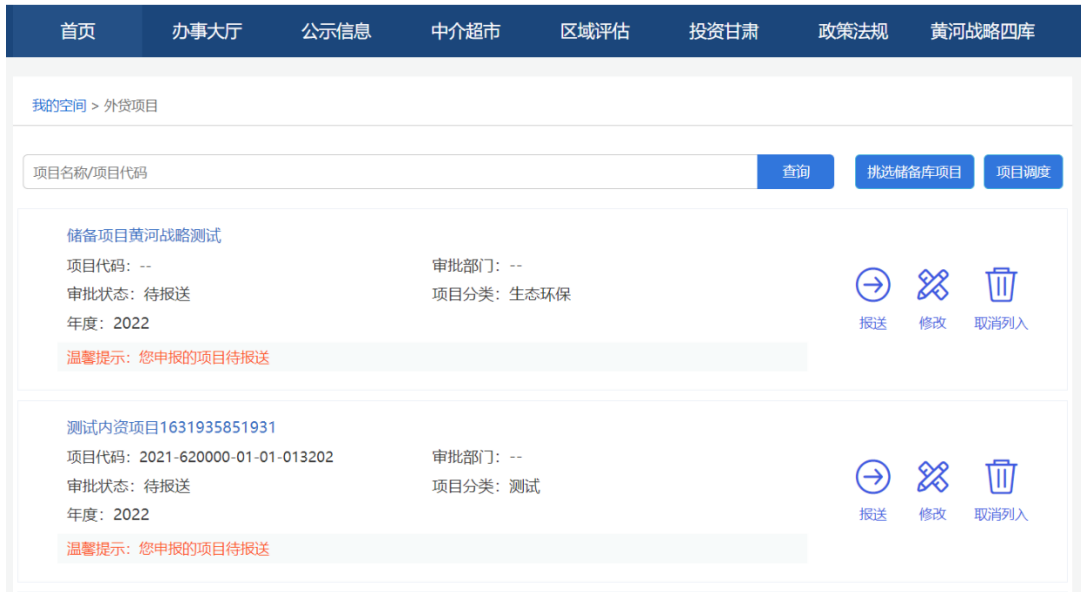 首页 办事大厅 公示信息 中介超市 区域评估 投资甘肃 政策法规 黄河战略四库
我的空间 > 外贷项目
项目名称/项目代码 查询 挑选储备库项目 项目调度
储备项目黄河战略测试
项目代码: -- 审批部门: --
审批状态: 待报送 项目分类: 生态环保
年度: 2022
报送 修改 取消列入
温馨提示: 您申报的项目待报送
测试内资项目1631935851931
项目代码: 2021-620000-01-01-013202 审批部门: --
审批状态: 待报送 项目分类: 测试
年度: 2022
报送 修改 取消列入
温馨提示: 您申报的项目待报送